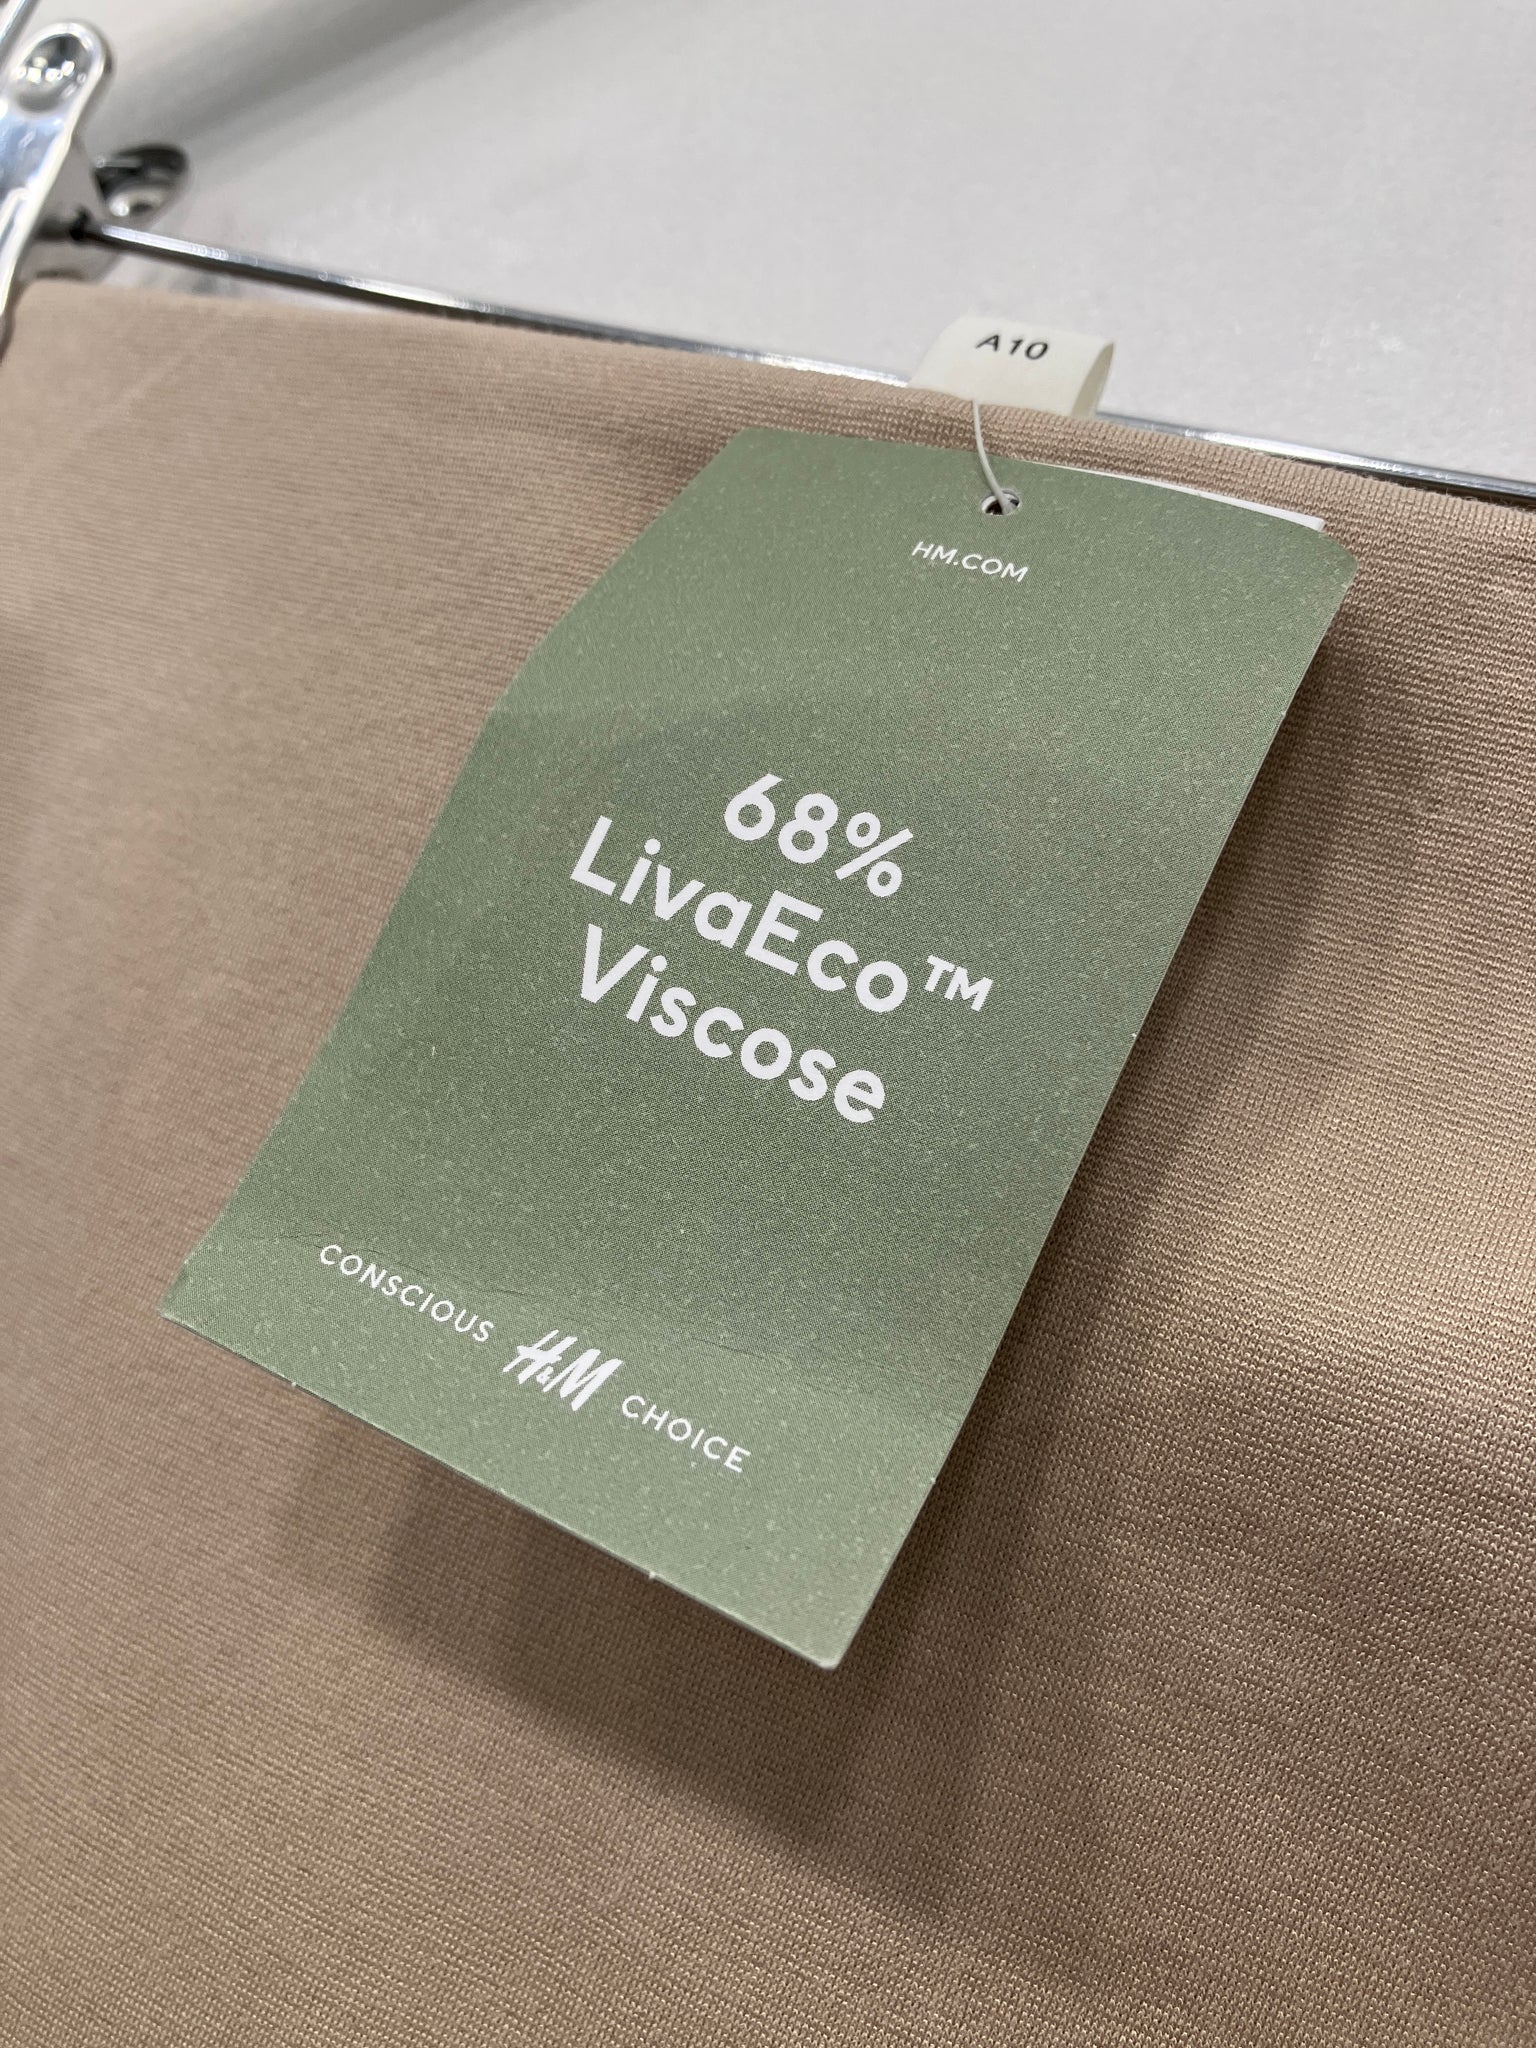 A10
HM.COM
68%
LivaEco™
Viscose
CONSCIOUS H&M CHOICE